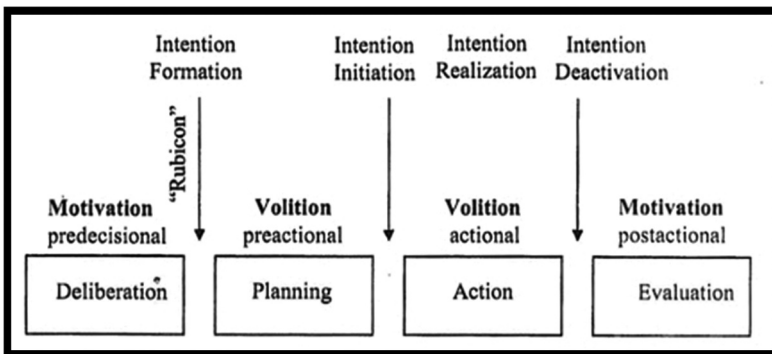 Intention Formation
Intention Initiation
Intention Realization
Intention Deactivation
"Rubicon"
Motivation
predecisional
Volition
preactional
Volition
actional
Motivation
postactional
Deliberation
Planning
Action
Evaluation